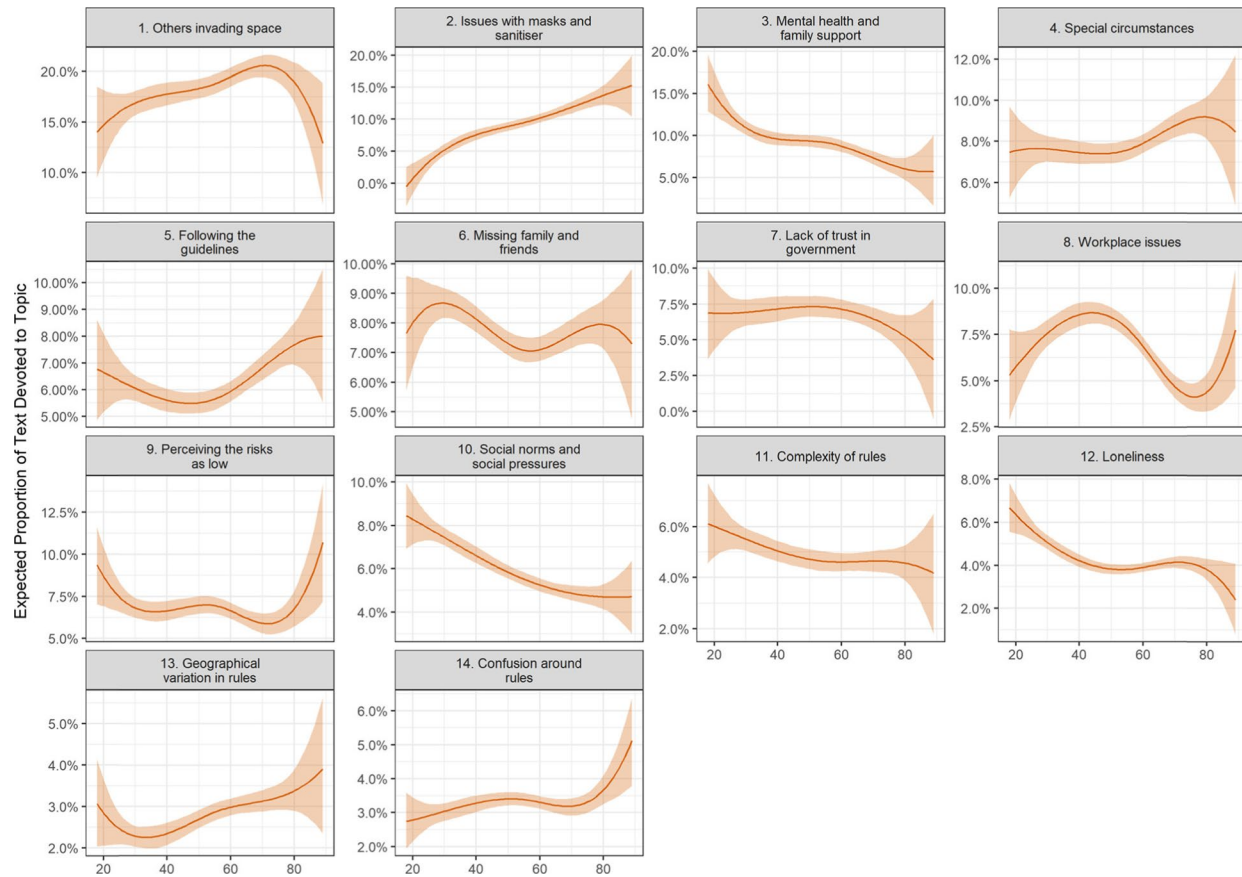 Expected Proportion of Text Devoted to Topic
1. Others invading space
20.0%
15.0%
10.0%
2. Issues with masks and
sanitiser
20.0%
15.0%
10.0%
5.0%
0.0%
3. Mental health and
family support
20.0%
15.0%
10.0%
5.0%
4. Special circumstances
12.0%
10.0%
8.0%
6.0%
5. Following the
guidelines
10.00%
9.00%
8.00%
7.00%
6.00%
5.00%
6. Missing family and
friends
10.00%
9.00%
8.00%
7.00%
6.00%
5.00%
7. Lack of trust in
government
10.0%
7.5%
5.0%
2.5%
0.0%
8. Workplace issues
10.0%
7.5%
5.0%
2.5%
9. Perceiving the risks
as low
12.5%
10.0%
7.5%
5.0%
10. Social norms and
social pressures
10.0%
8.0%
6.0%
4.0%
11. Complexity of rules
6.0%
4.0%
2.0%
20 40 60 80
12. Loneliness
8.0%
6.0%
4.0%
2.0%
20 40 60 80
13. Geographical
variation in rules
5.0%
4.0%
3.0%
2.0%
20 40 60 80
14. Confusion around
rules
6.0%
5.0%
4.0%
3.0%
2.0%
20 40 60 80